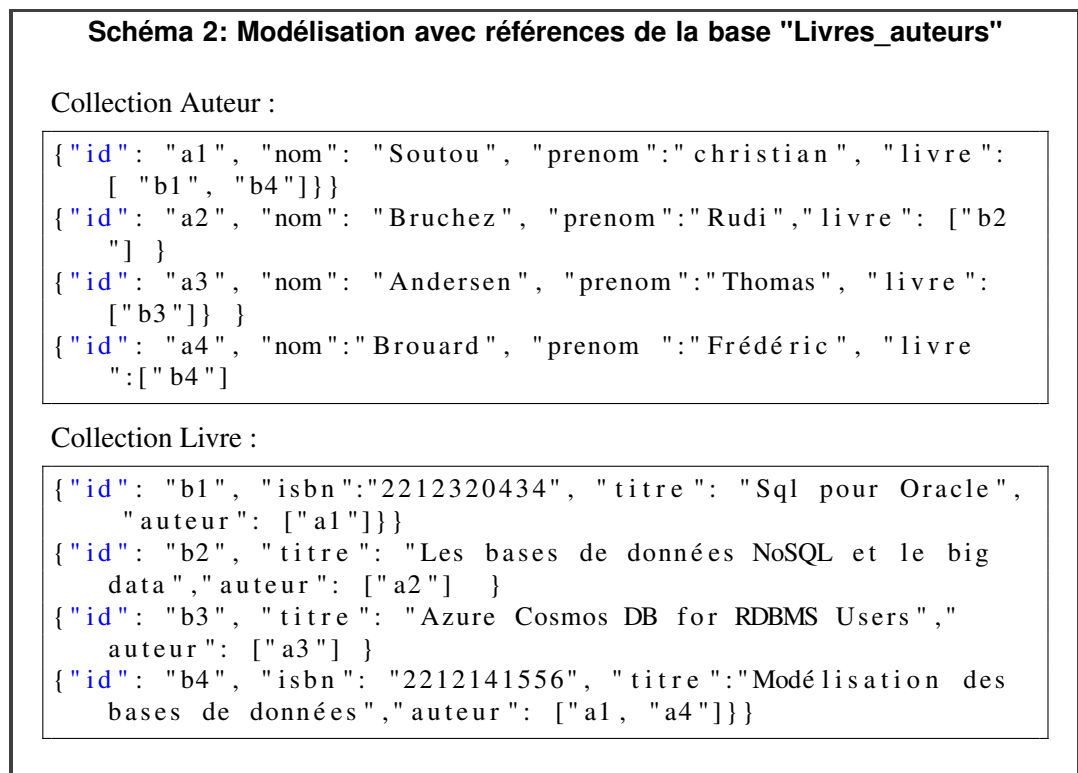 Schéma 2: Modélisation avec références de la base "Livres_auteurs"
Collection Auteur :
{"id": "a1", "nom": "Soutou", "prenom":"christian", "livre":
[ "b1", "b4"]}}
{"id": "a2", "nom": "Bruchez", "prenom":"Rudi","livre": ["b2
"] }
{"id": "a3", "nom": "Andersen", "prenom":"Thomas", "livre":
["b3"]} }
{"id": "a4", "nom":"Brouard", "prenom ":"Frédéric", "livre
":["b4"]
Collection Livre :
{"id": "b1", "isbn":"2212320434", "titre": "Sql pour Oracle",
"auteur": ["a1"]}}
{"id": "b2", "titre": "Les bases de données NoSQL et le big
data","auteur": ["a2"] }
{"id": "b3", "titre": "Azure Cosmos DB for RDBMS Users","
auteur": ["a3"] }
{"id": "b4", "isbn": "2212141556", "titre":"Modélisation des
bases de données","auteur": ["a1, "a4"]}}